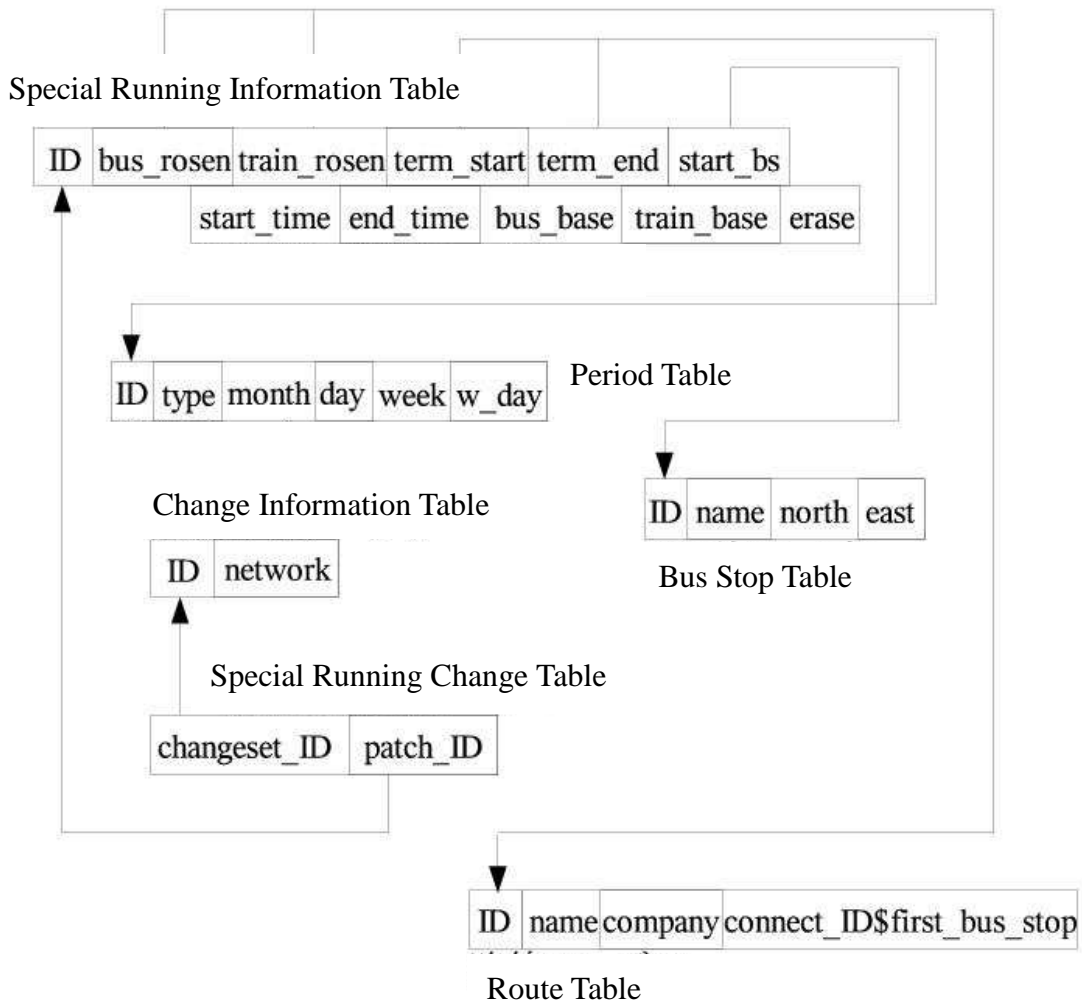 Special Running Information Table
ID bus_rosen train_rosen term_start term_end start_bs
start_time end_time bus_base train_base erase
ID type month day week w_day
Period Table
Change Information Table
ID network
ID name north east
Bus Stop Table
Special Running Change Table
changeset_ID patch_ID
ID name company connect_ID$first_bus_stop
Route Table